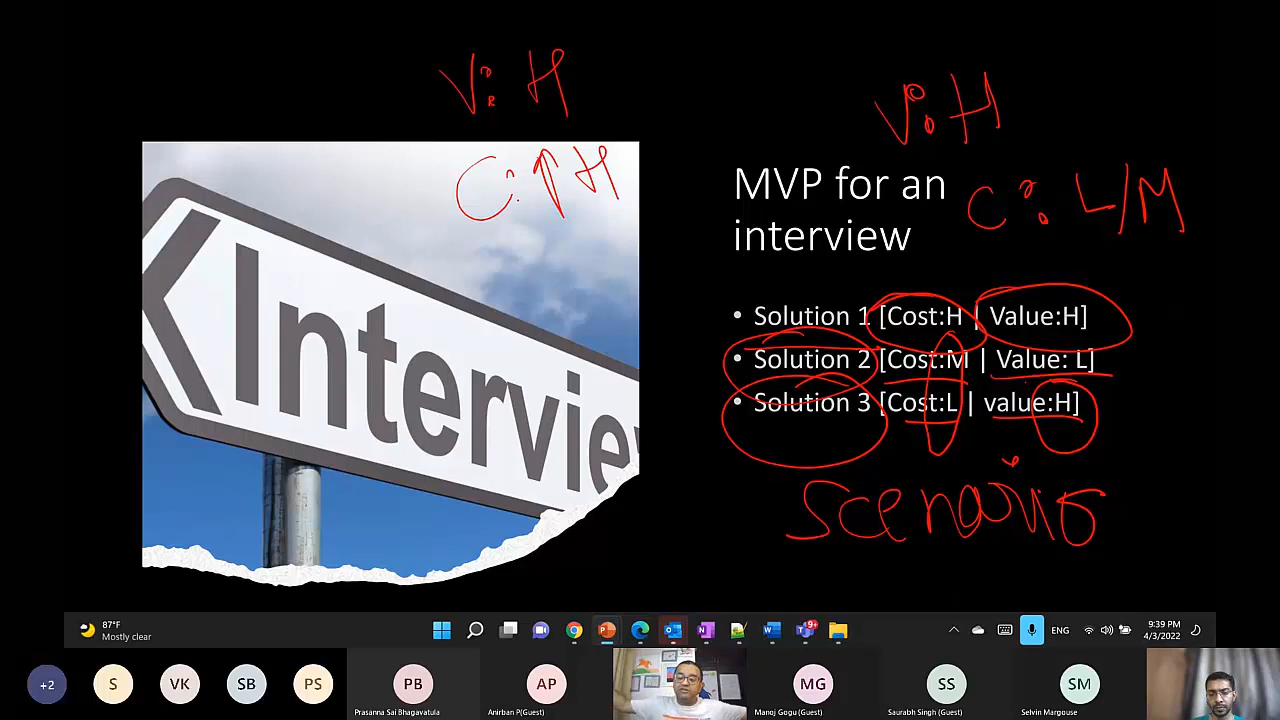 V: H
C: ↑ H
V: H
C: L/M
Intervie
MVP for an
interview
• Solution 1 [Cost:H | Value:H]
• Solution 2 [Cost:M | Value: L]
• Solution 3 [Cost:L | value:H]
scenario
87°F
Mostly clear
9+
ENG
9:39 PM
4/3/2022
+2
S
VK
SB
PS
PB
AP
MG
SS
SM
Prasanna Sai Bhagavatula
Anirban P(Guest)
Manoj Gogu (Guest)
Saurabh Singh (Guest)
Selvin Margouse